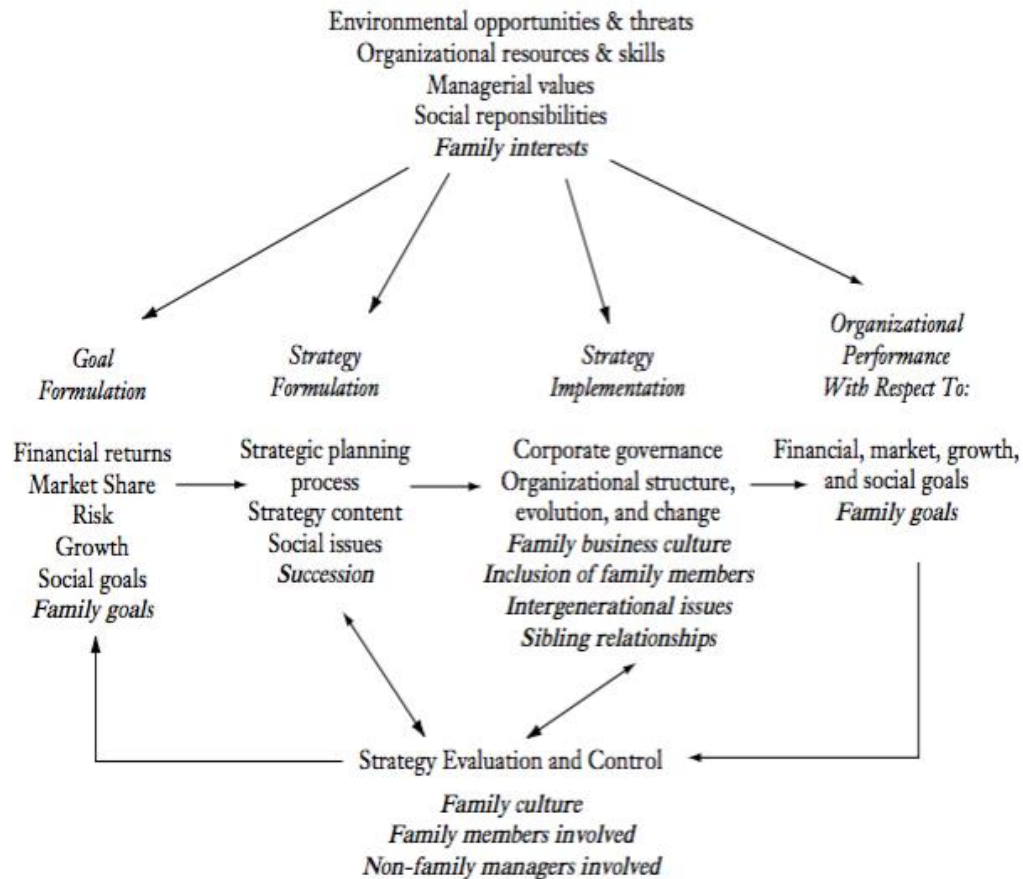 Environmental opportunities & threats
Organizational resources & skills
Managerial values
Social reponsibilities
Family interests
Goal
Formulation
Strategy
Formulation
Strategy
Implementation
Organizational
Performance
With Respect To:
Financial returns
Market Share
Risk
Growth
Social goals
Family goals
Strategic planning
process
Strategy content
Social issues
Succession
Corporate governance
Organizational structure,
evolution, and change
Family business culture
Inclusion of family members
Intergenerational issues
Sibling relationships
Financial, market, growth,
and social goals
Family goals
Strategy Evaluation and Control
Family culture
Family members involved
Non-family managers involved